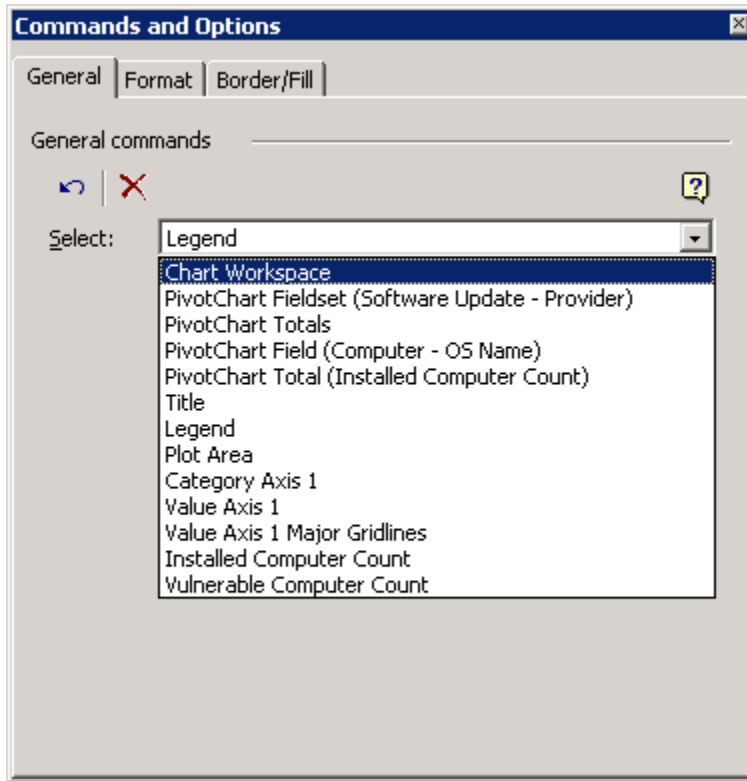 Commands and Options
General Format Border/Fill
General commands
Select: Legend
Chart Workspace
PivotChart Fieldset (Software Update - Provider)
PivotChart Totals
PivotChart Field (Computer - OS Name)
PivotChart Total (Installed Computer Count)
Title
Legend
Plot Area
Category Axis 1
Value Axis 1
Value Axis 1 Major Gridlines
Installed Computer Count
Vulnerable Computer Count